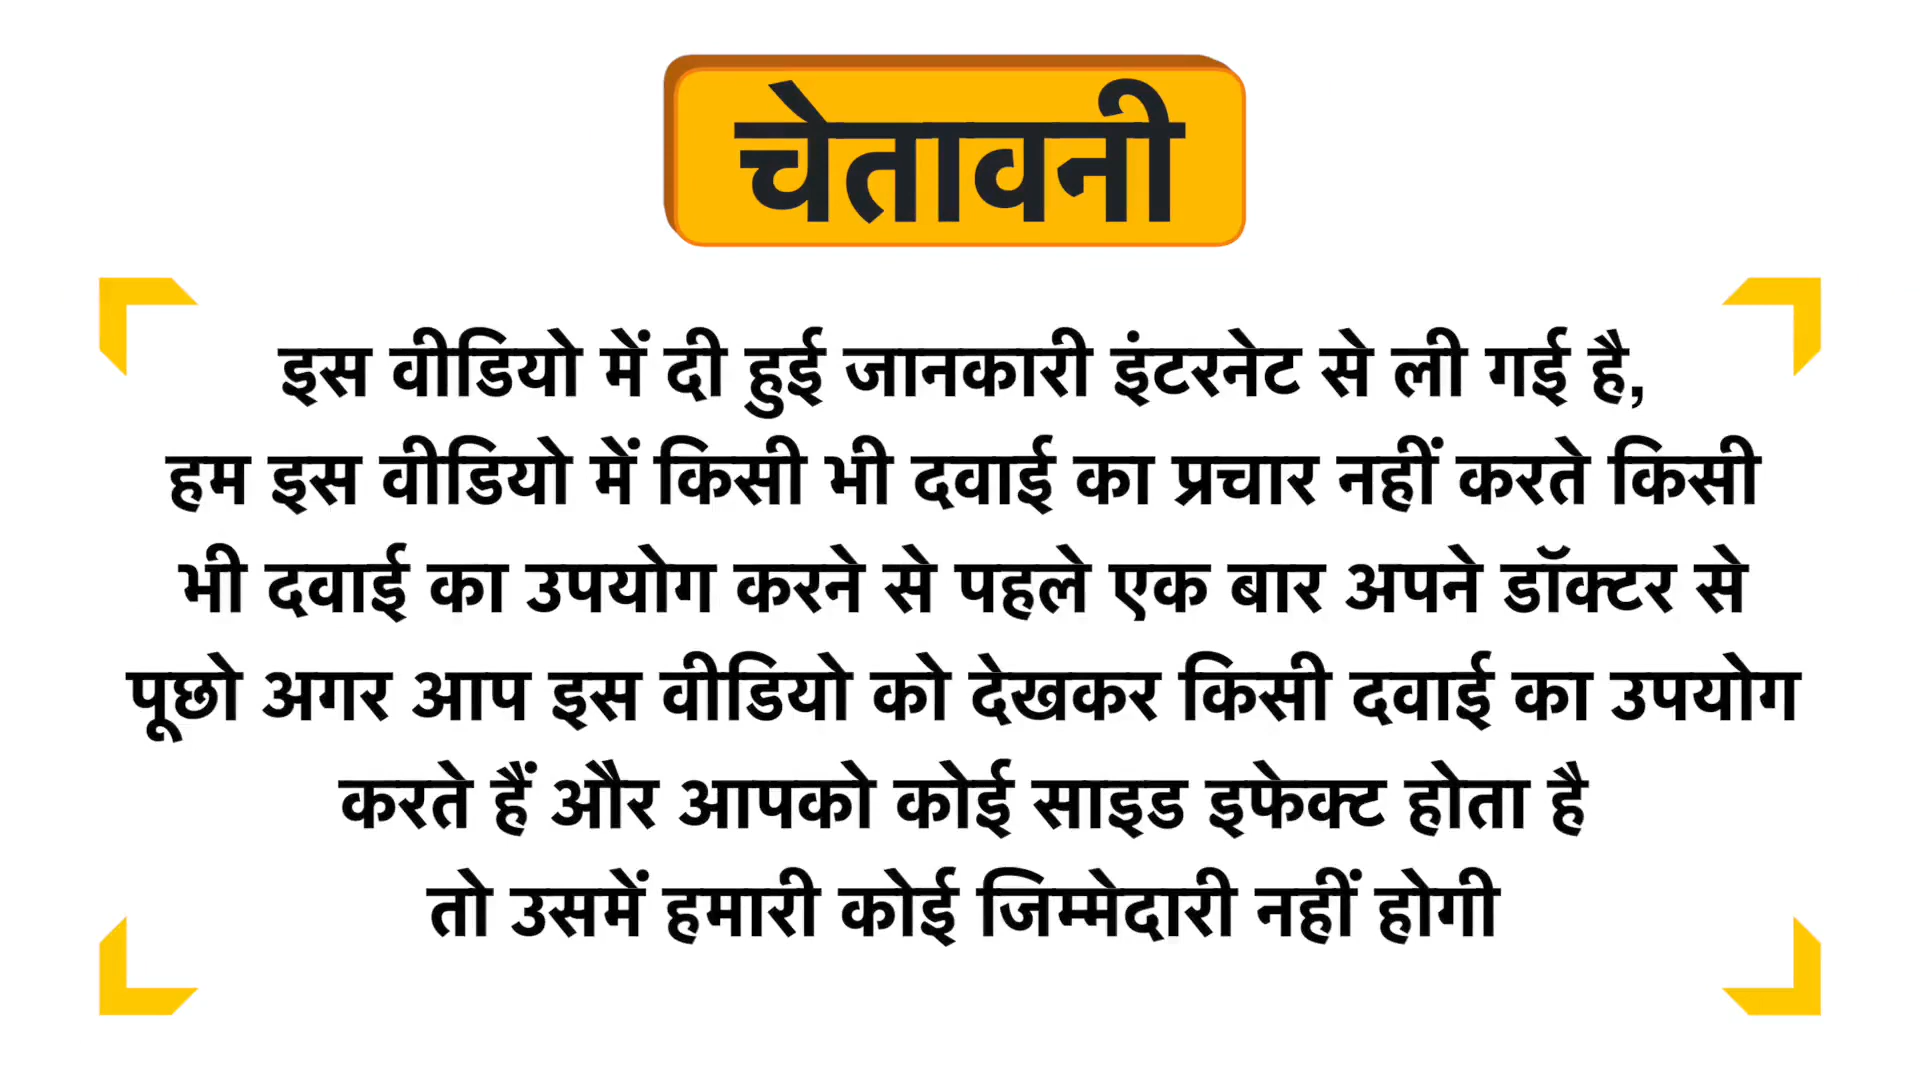 चेतावनी
इस वीडियो में दी हुई जानकारी इंटरनेट से ली गई है,
हम इस वीडियो में किसी भी दवाई का प्रचार नहीं करते किसी
भी दवाई का उपयोग करने से पहले एक बार अपने डॉक्टर से
पूछो अगर आप इस वीडियो को देखकर किसी दवाई का उपयोग
करते हैं और आपको कोई साइड इफेक्ट होता है
तो उसमें हमारी कोई जिम्मेदारी नहीं होगी